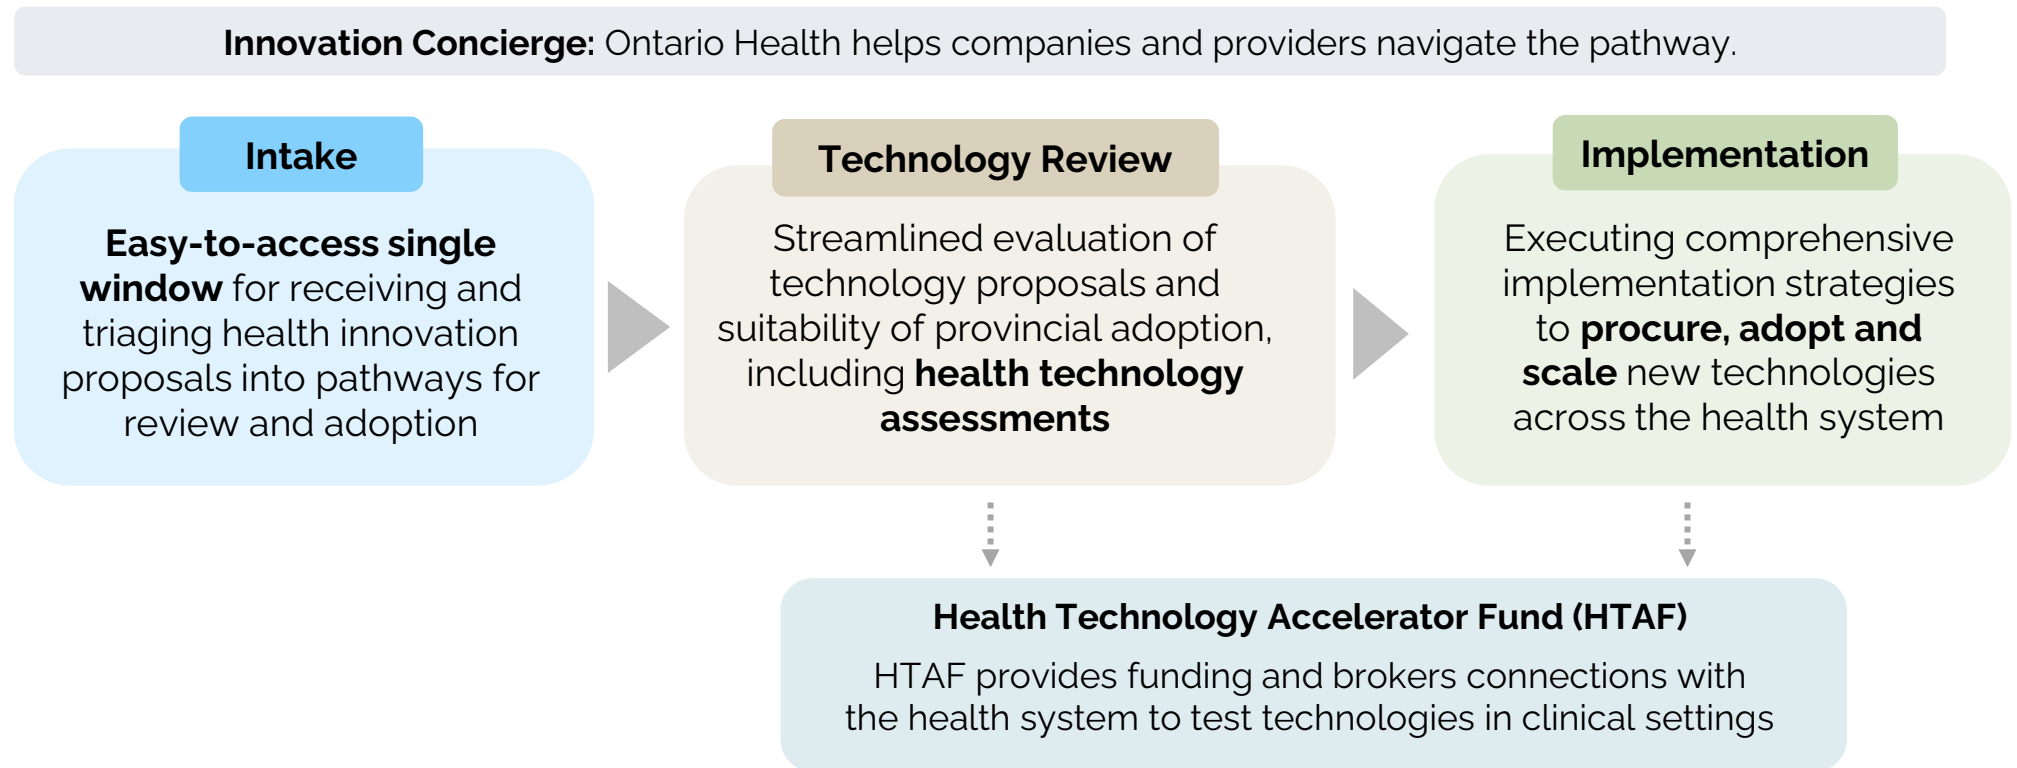 Innovation Concierge: Ontario Health helps companies and providers navigate the pathway.
Intake
Easy-to-access single
window for receiving and
triaging health innovation
proposals into pathways for
review and adoption
Technology Review
Streamlined evaluation of
technology proposals and
suitability of provincial adoption,
including health technology
assessments
Implementation
Executing comprehensive
implementation strategies
to procure, adopt and
scale new technologies
across the health system
Health Technology Accelerator Fund (HTAF)
HTAF provides funding and brokers connections with
the health system to test technologies in clinical settings